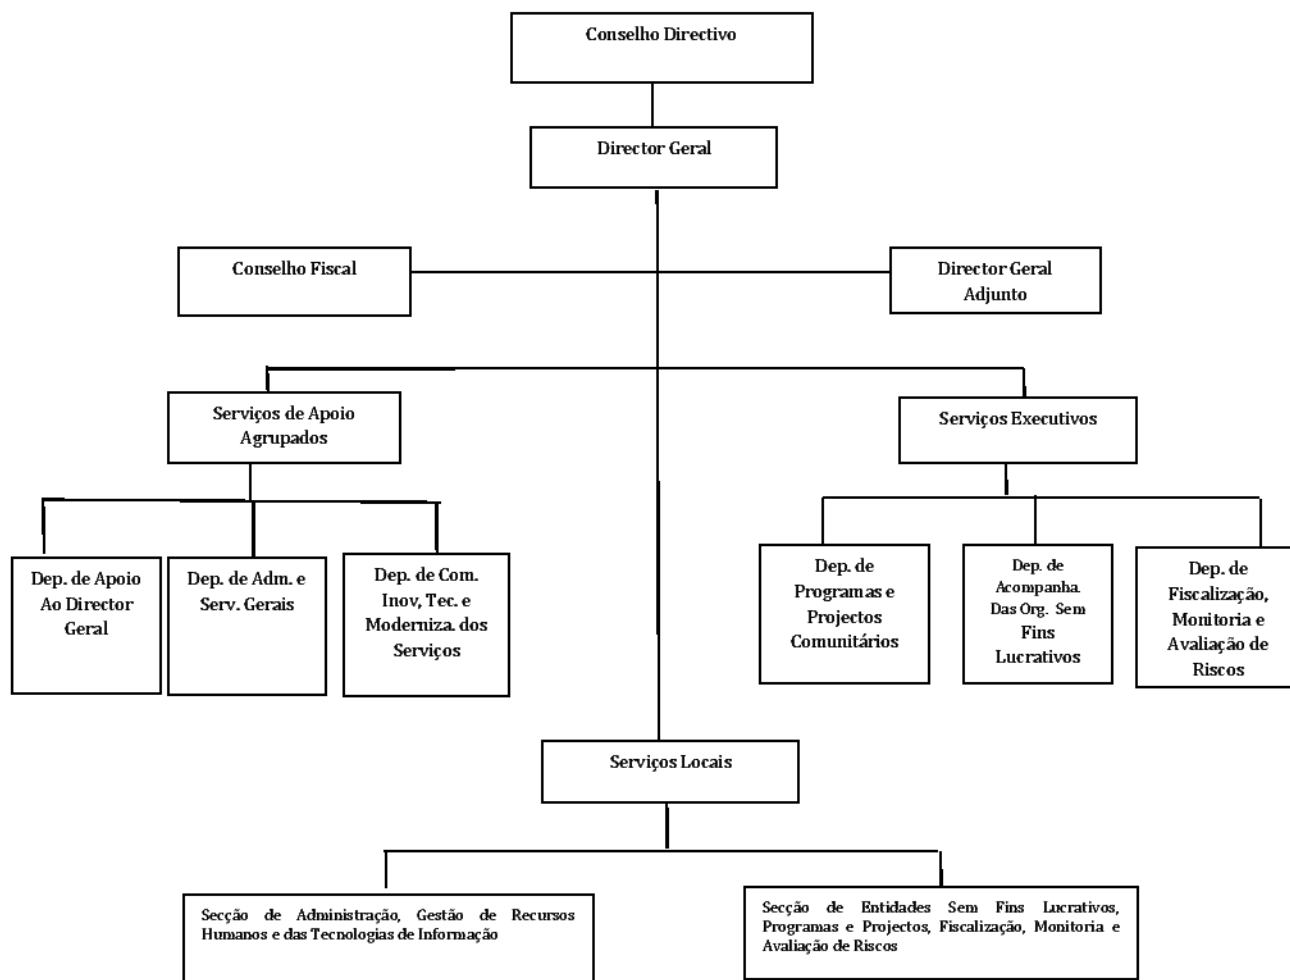 Conselho Directivo
Director Geral
Conselho Fiscal
Director Geral
Adjunto
Serviços de Apoio
Agrupados
Serviços Executivos
Dep. de Apoio
Ao Director
Geral
Dep. de Adm. e
Serv. Gerais
Dep. de Com.
Inov, Tec. e
Moderniza. dos
Serviços
Dep. de
Programas e
Projectos
Comunitários
Dep. de
Acompanha.
Das Org. Sem
Fins
Lucrativos
Dep. de
Fiscalização,
Monitoria e
Avaliação de
Riscos
Serviços Locais
Secção de Administração, Gestão de Recursos
Humanos e das Tecnologias de Informação
Secção de Entidades Sem Fins Lucrativos,
Programas e Projectos, Fiscalização, Monitoria e
Avaliação de Riscos